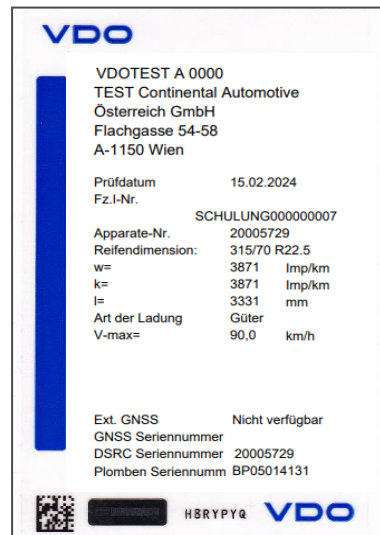 VDO
VDOTEST A 0000
TEST Continental Automotive
Österreich GmbH
Flachgasse 54-58
A-1150 Wien
Prüfdatum 15.02.2024
Fz.I-Nr.
SCHULUNG000000007
Apparate-Nr. 20005729
Reifendimension: 315/70 R22.5
w= 3871 Imp/km
k= 3871 Imp/km
l= 3331 mm
Art der Ladung Güter
V-max= 90,0 km/h
Ext. GNSS Nicht verfügbar
GNSS Seriennummer
DSRC Seriennummer 20005729
Plomben Seriennumm BP05014131
H8RYPYQ VDO